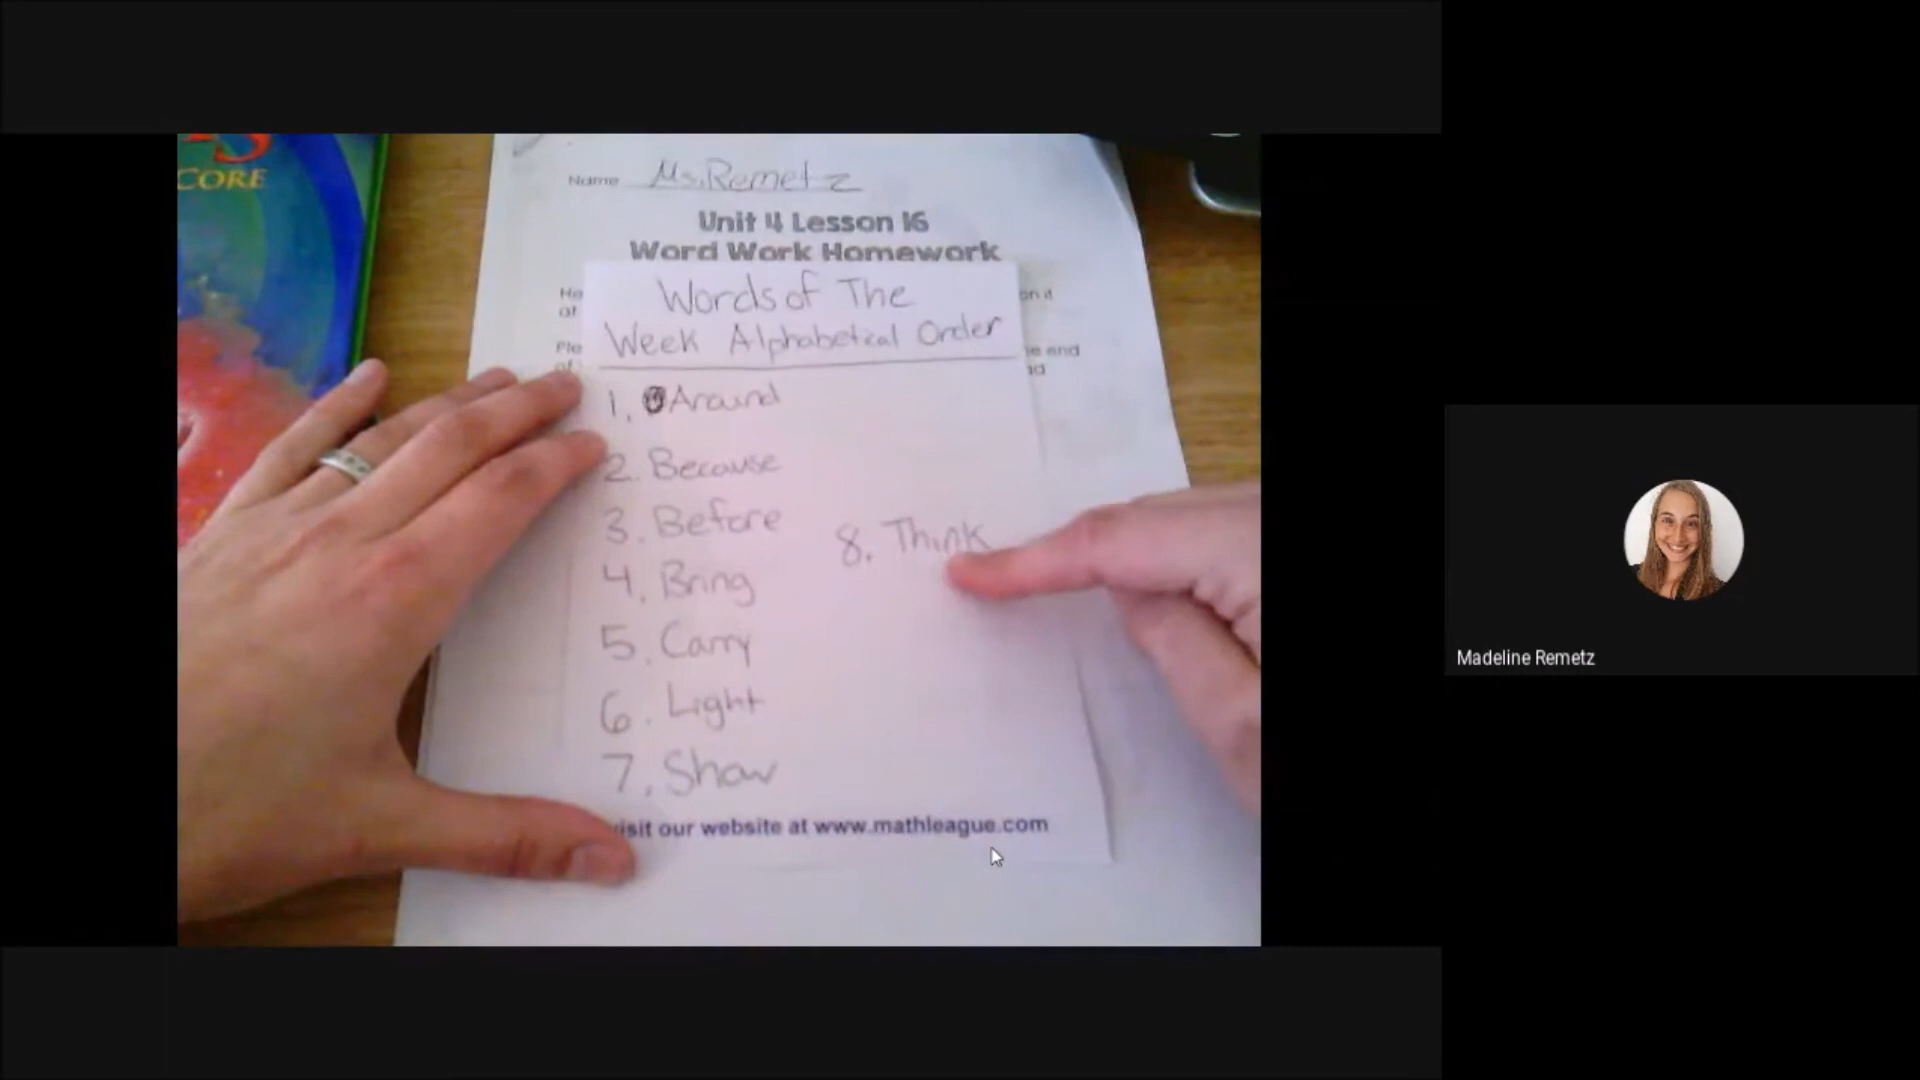 CORE
Name Ms. Remetz
Unit 4 Lesson 16
Word Work Homework
Words of The
Week Alphabetical Order
1. Around
2. Because
3. Before
4. Bring
5. Carry
6. Light
7. Show
8. Think
visit our website at www.mathleague.com
Madeline Remetz